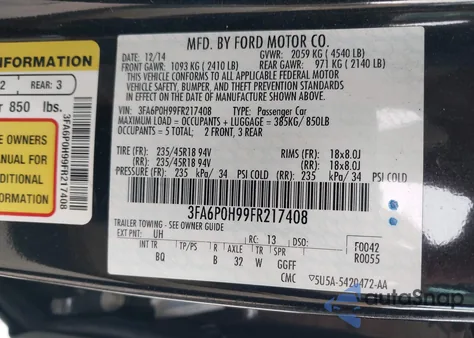 INFORMATION
2 REAR: 3
r 850 lbs.
E OWNERS
ANUAL FOR
DITIONAL
ORMATION
3FA6P0H99FR217408
MFD. BY FORD MOTOR CO.
12/14 GVWR: 2059 KG ( 4540 LB)
FRONT GAWR: 1093 KG ( 2410 LB) REAR GAWR: 971 KG ( 2140 LB)
THIS VEHICLE CONFORMS TO ALL APPLICABLE FEDERAL MOTOR
VEHICLE SAFETY, BUMPER, AND THEFT PREVENTION STANDARDS
IN EFFECT ON THE DATE OF MANUFACTURE SHOWN ABOVE.
VIN: 3FA6P0H99FR217408 TYPE: Passenger Car
MAXIMUM LOAD = OCCUPANTS + LUGGAGE = 385KG/ 850LB
OCCUPANTS = 5 TOTAL: 2 FRONT, 3 REAR
TIRE (FR): 235/45R18 94V RIMS (FR): 18x8.0J
TIRE (RR): 235/45R18 94V RIMS (RR): 18x8.0J
PRESSURE (FR): 235 kPa/ 34 PSI COLD (RR): 235 kPa/ 34 PSI COLD
3FA6P0H99FR217408
TRAILER TOWING - SEE OWNER GUIDE
EXT PNT: UH RC: 13 DSO: F0042
R0055
INT TR TP/PS R AXLE TR SPR
BQ B 32 W GGFF
CMC 5U5A-5420472-AA
AutoSnap